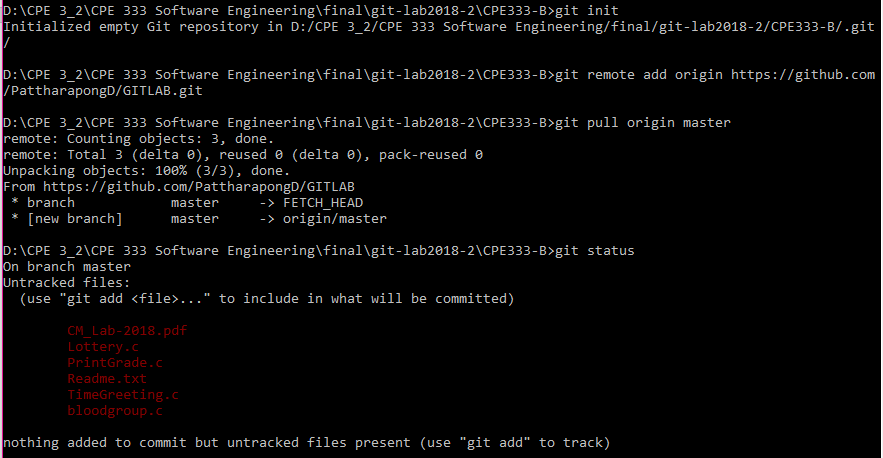 D:\CPE 3_2\CPE 333 Software Engineering\final\git-lab2018-2\CPE333-B>git init
Initialized empty Git repository in D:/CPE 3_2/CPE 333 Software Engineering/final/git-lab2018-2/CPE333-B/.git
/
D:\CPE 3_2\CPE 333 Software Engineering\final\git-lab2018-2\CPE333-B>git remote add origin https://github.com
/PattharapongD/GITLAB.git
D:\CPE 3_2\CPE 333 Software Engineering\final\git-lab2018-2\CPE333-B>git pull origin master
remote: Counting objects: 3, done.
remote: Total 3 (delta 0), reused 0 (delta 0), pack-reused 0
Unpacking objects: 100% (3/3), done.
From https://github.com/PattharapongD/GITLAB
 * branch            master     -> FETCH_HEAD
 * [new branch]      master     -> origin/master
D:\CPE 3_2\CPE 333 Software Engineering\final\git-lab2018-2\CPE333-B>git status
On branch master
Untracked files:
  (use "git add <file>..." to include in what will be committed)
        CM_Lab-2018.pdf
        Lottery.c
        PrintGrade.c
        Readme.txt
        TimeGreeting.c
        bloodgroup.c
nothing added to commit but untracked files present (use "git add" to track)